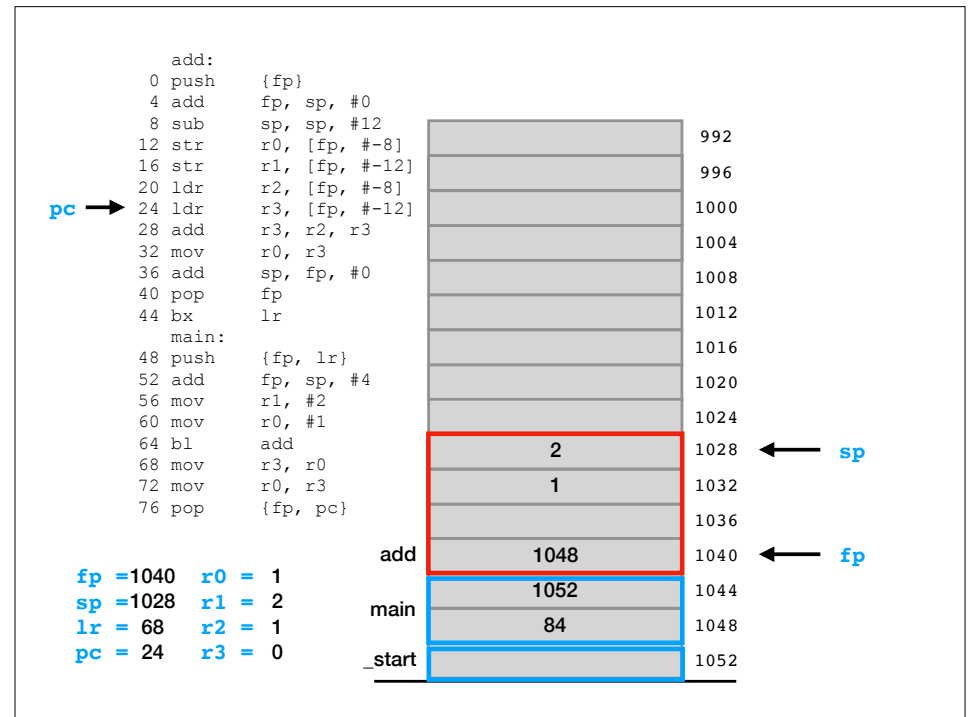 add:
0 push {fp}
4 add fp, sp, #0
8 sub sp, sp, #12
12 str r0, [fp, #-8]
16 str r1, [fp, #-12]
20 ldr r2, [fp, #-8]
pc 24 ldr r3, [fp, #-12]
28 add r3, r2, r3
32 mov r0, r3
36 add sp, fp, #0
40 pop fp
44 bx lr
main:
48 push {fp, lr}
52 add fp, sp, #4
56 mov r1, #2
60 mov r0, #1
64 bl add
68 mov r3, r0
72 mov r0, r3
76 pop {fp, pc}
fp =1040 r0 = 1
sp =1028 r1 = 2
lr = 68 r2 = 1
pc = 24 r3 = 0
992
996
1000
1004
1008
1012
1016
1020
1024
2 1028 sp
1 1032
1036
add 1048 1040 fp
1052 1044
main
84 1048
_start 1052